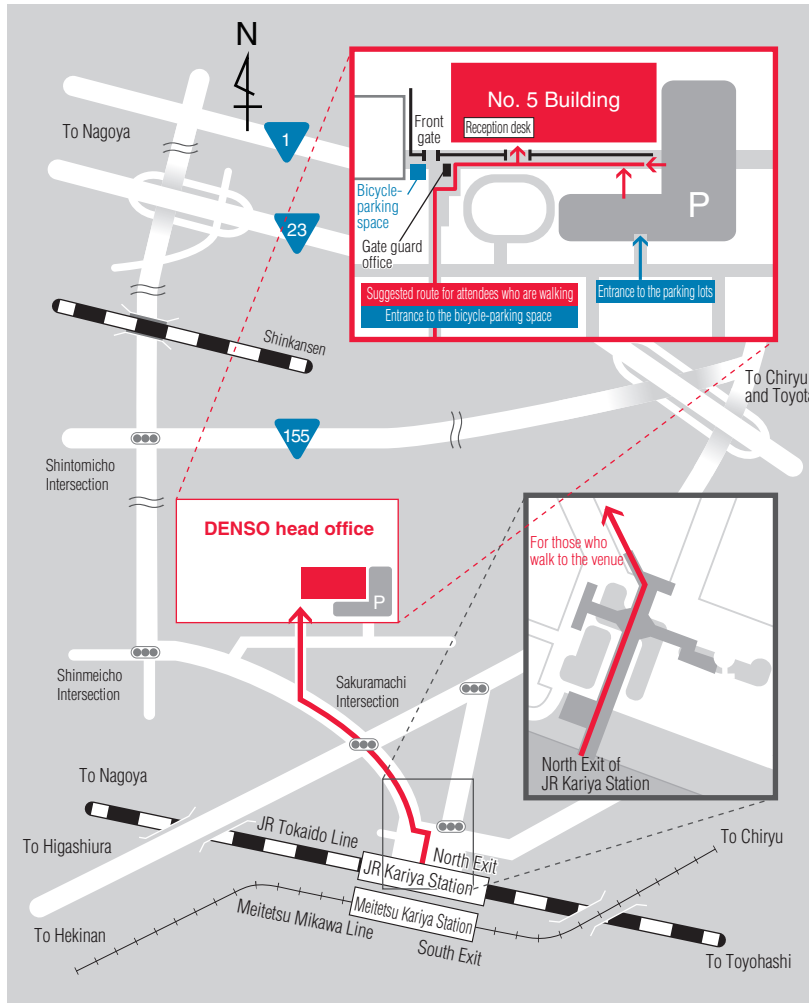 N
To Nagoya
1
23
No. 5 Building
Front
gate
Reception desk
Bicycle-
parking
space
Gate guard
office
P
Suggested route for attendees who are walking
Entrance to the bicycle-parking space
Entrance to the parking lots
Shinkansen
To Chiryu
and Toyota
155
Shintomicho
Intersection
DENSO head office
P
For those who
walk to the venue
North Exit of
JR Kariya Station
Shinmeicho
Intersection
Sakuramachi
Intersection
To Nagoya
To Higashiura
JR Tokaido Line
North Exit
JR Kariya Station
To Chiryu
Meitetsu Kariya Station
Meitetsu Mikawa Line
South Exit
To Hekinan
To Toyohashi